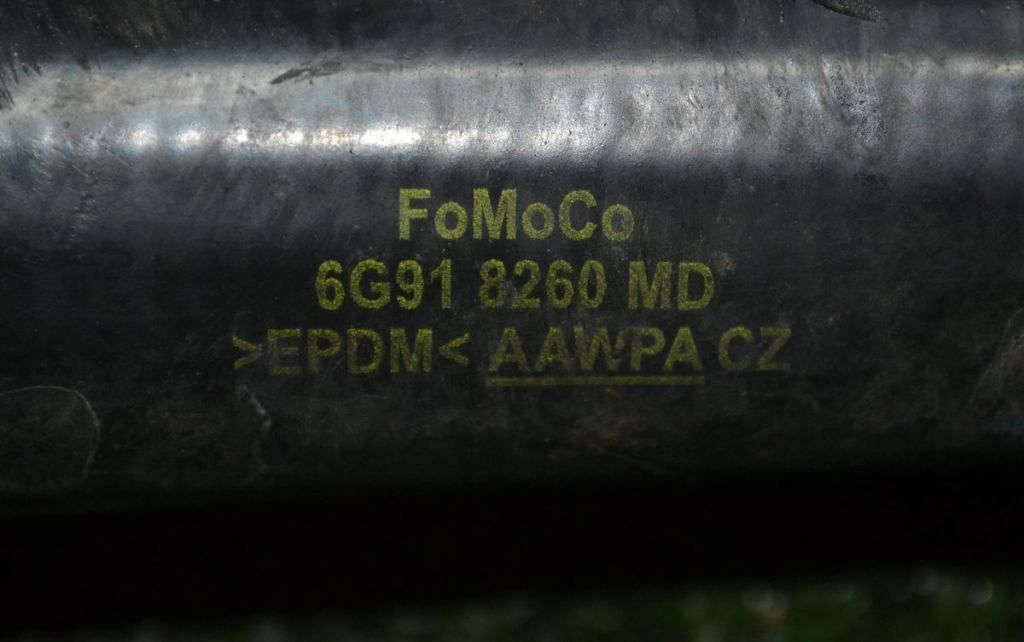 FoMoCo
6G91 8260 MD
>EPDM< AAWPA CZ